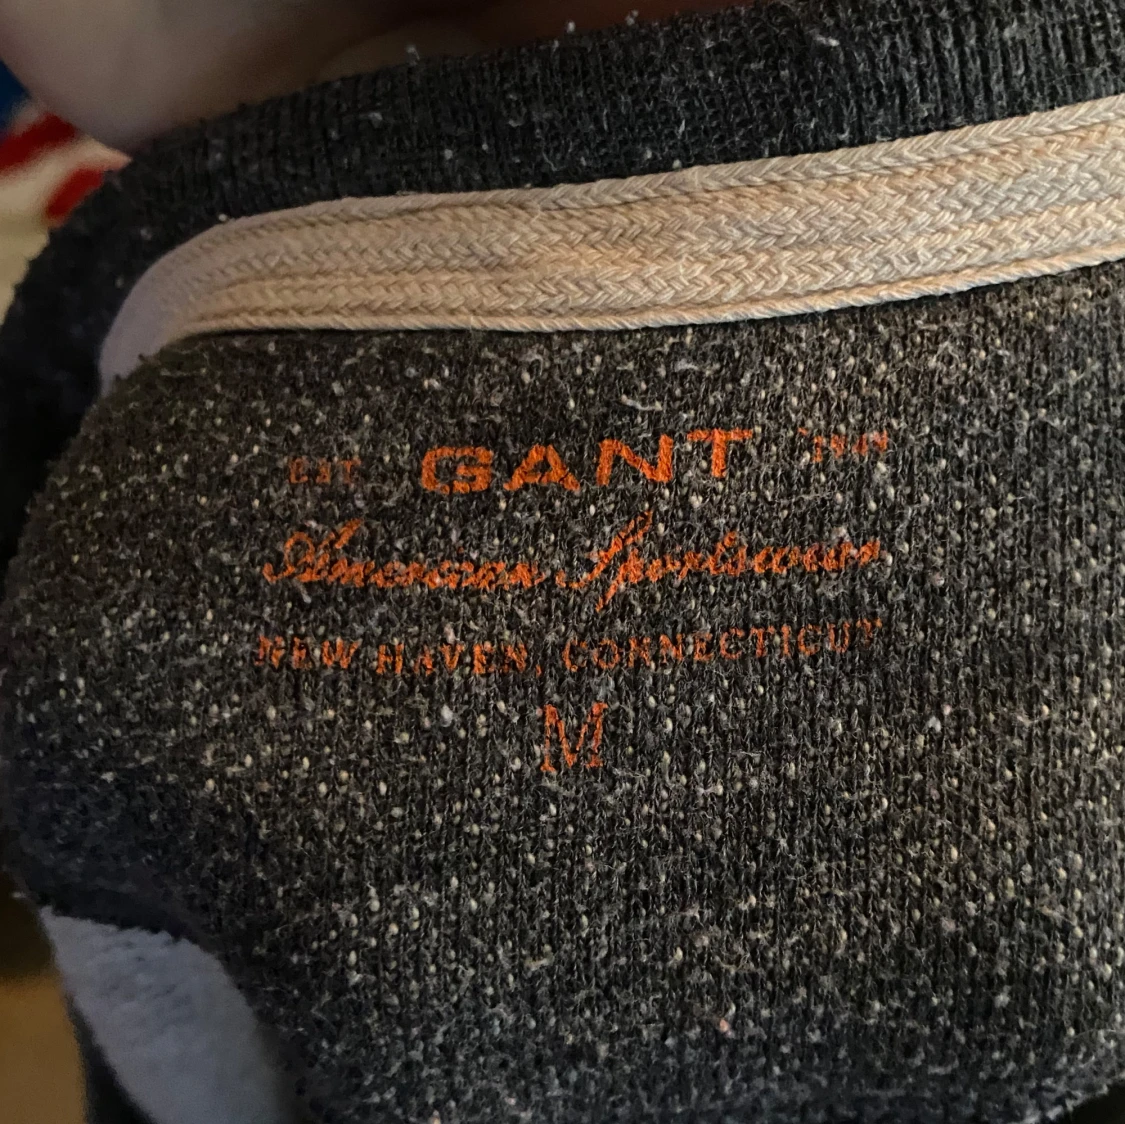 EST GANT 1949
American Sportswear
NEW HAVEN, CONNECTICUT
M